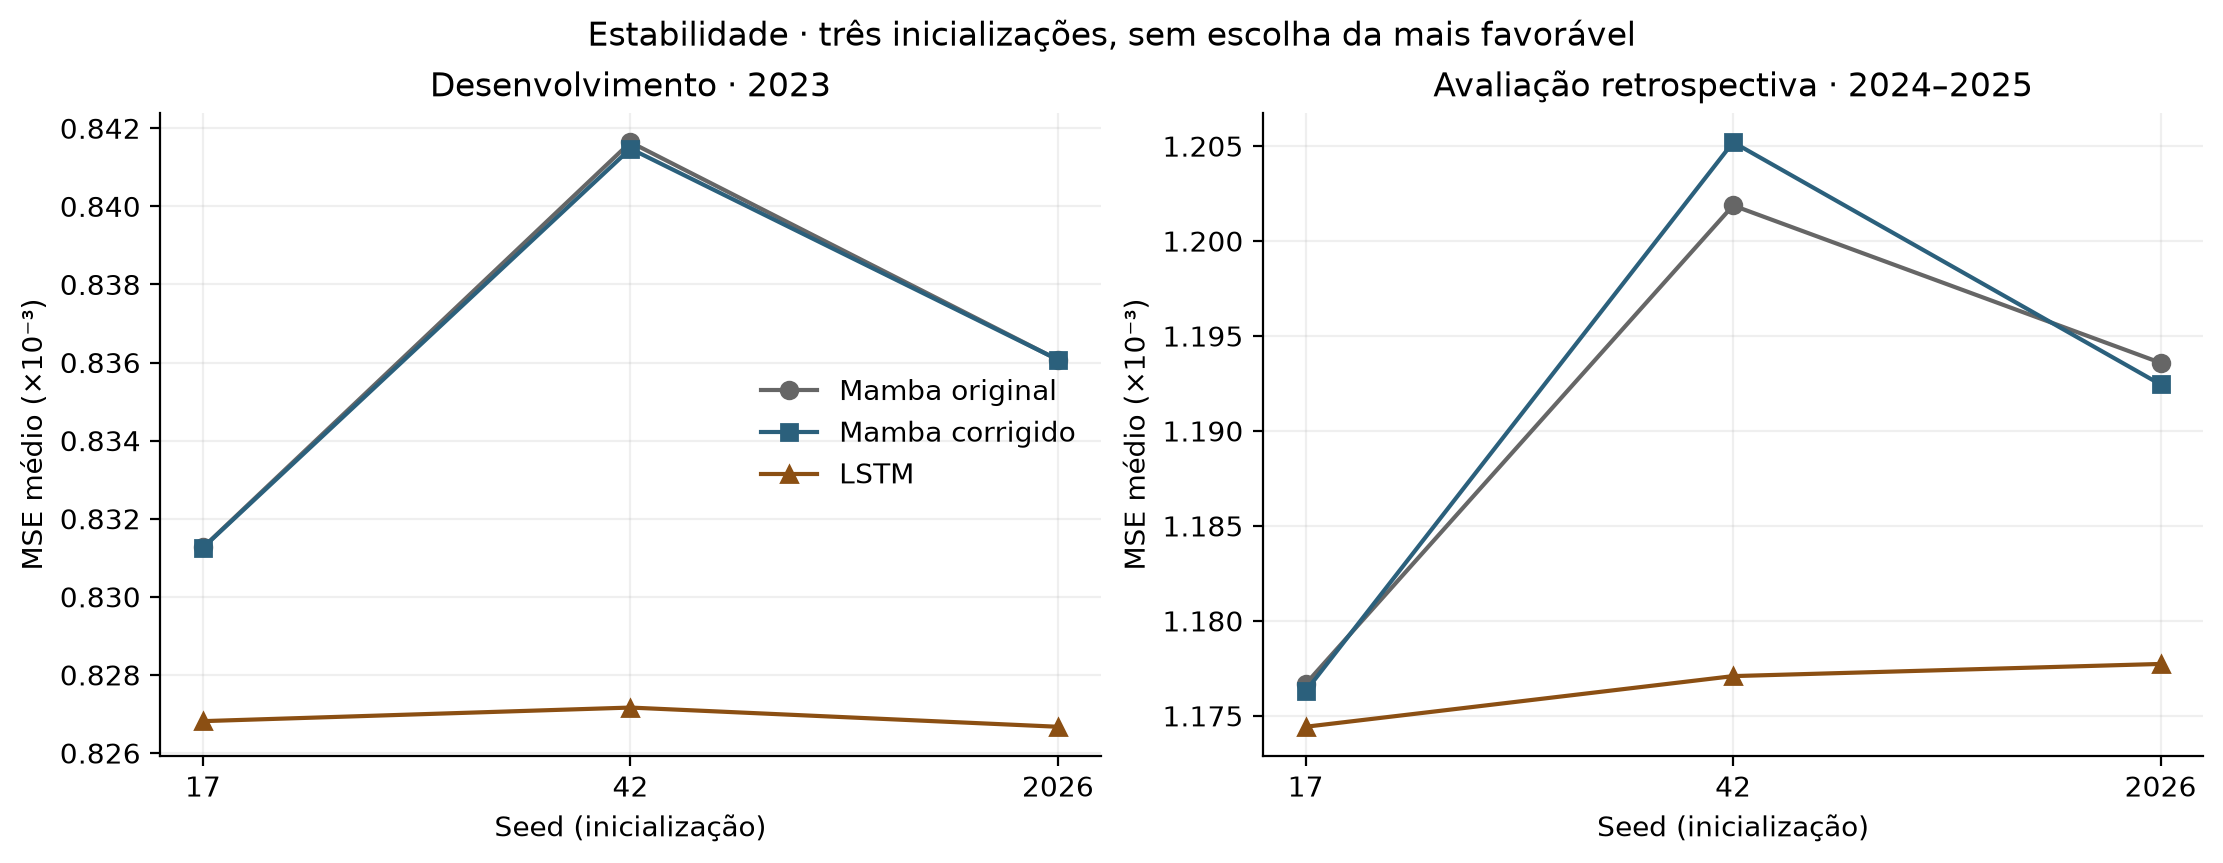 Estabilidade · três inicializações, sem escolha da mais favorável
Desenvolvimento · 2023
MSE médio (×10⁻³)
0.842
0.840
0.838
0.836
0.834
0.832
0.830
0.828
0.826
Mamba original
Mamba corrigido
LSTM
17
42
2026
Seed (inicialização)
Avaliação retrospectiva · 2024–2025
MSE médio (×10⁻³)
1.205
1.200
1.195
1.190
1.185
1.180
1.175
17
42
2026
Seed (inicialização)